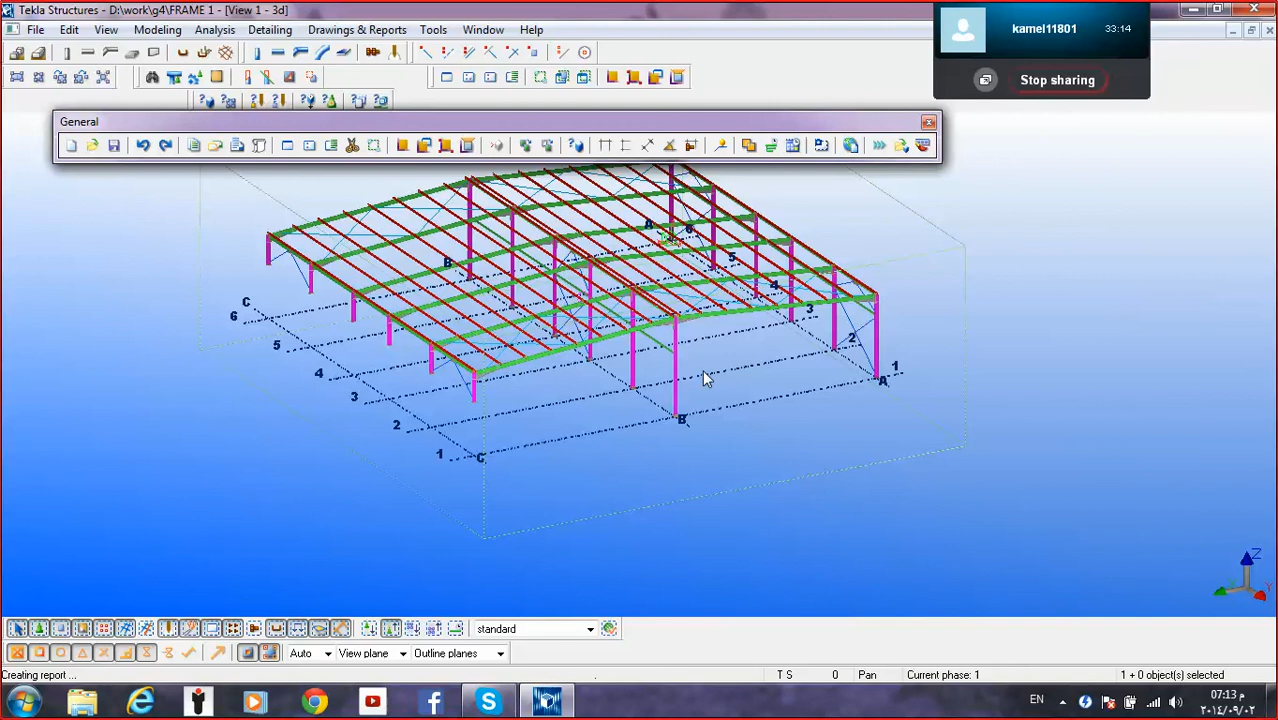 Tekla Structures - D:\work\g4\FRAME 1 - [View 1 - 3d]
File Edit View Modeling Analysis Detailing Drawings & Reports Tools Window Help
kamel11801 33:14
Stop sharing
General
A 6
B 5
C 4
6 3
5 2
4 1
3 A
2 B
1 C
Z
Y
X
standard
Auto View plane Outline planes
Creating report ... T S 0 Pan Current phase: 1 1 + 0 object(s) selected
EN 07:13 م
٢٠١٤/٠٩/٠٢